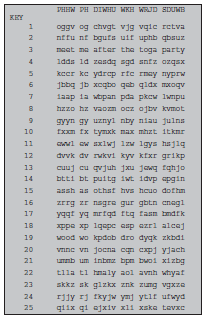 PHHW PH DIWHU WKH WRJD SDUWB
KEY
1 oggv og chvgt vjg vqic rctva
2 nffu nf bgufs uif uphb qbsuz
3 meet me after the toga party
4 ldds ld zesdq sgd snfz ozqsx
5 kccr kc ydrcp rfc rmey nyprw
6 jbbq jb xcqbo qeb qldx mxoqv
7 iaap ia wbpan pda pkcw lwnpu
8 hzzo hz vaozm ocz ojbv kvmot
9 gyyn gy uznyl nby niau julns
10 fxxm fx tymxk max mhzt itkmr
11 ewwl ew sxlwj lzw lgys hsjlq
12 dvvk dv rwkvi kyv kfxr grikp
13 cuuj cu qvjuh jxu jewq fqhjo
14 btti bt puitg iwt idvp epgin
15 assh as othsf hvs hcuo dofhm
16 zrrg zr nsgre gur gbtn cnegl
17 yqqf yq mrfqd ftq fasm bmdfk
18 xppe xp lqepc esp ezrl alcej
19 wood wo kpdob dro dyqk zkbdi
20 vnnc vn jocna cqn cxpj yjach
21 ummb um inbmz bpm bwoi xizbg
22 tlla tl hmaly aol avnh whyaf
23 skkz sk glzkx znk zumg vgxze
24 rjjy rj fkyjw ymj ytlf ufwyd
25 qiix qi ejxiv xli xske tevxc